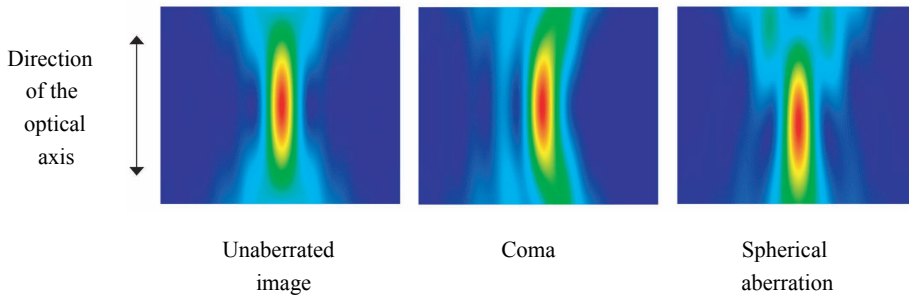 Direction
of the
optical
axis
Unaberrated
image
Coma
Spherical
aberration